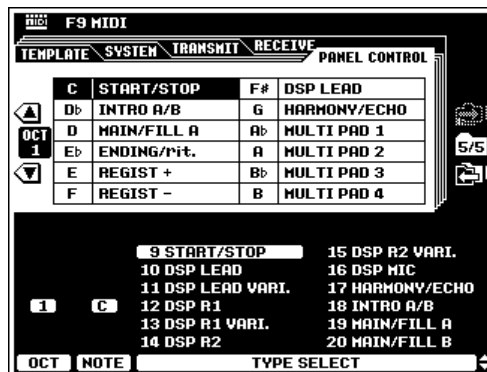 MIDI F9 MIDI
TEMPLATE SYSTEM TRANSMIT RECEIVE PANEL CONTROL
C START/STOP F# DSP LEAD
D♭ INTRO A/B G HARMONY/ECHO
D MAIN/FILL A A♭ MULTI PAD 1
E♭ ENDING/rit. A MULTI PAD 2
E REGIST + B♭ MULTI PAD 3
F REGIST - B MULTI PAD 4
OCT
1
5/5
9 START/STOP 15 DSP R2 VARI.
10 DSP LEAD 16 DSP MIC
11 DSP LEAD VARI. 17 HARMONY/ECHO
1 C 12 DSP R1 18 INTRO A/B
13 DSP R1 VARI. 19 MAIN/FILL A
14 DSP R2 20 MAIN/FILL B
OCT NOTE TYPE SELECT